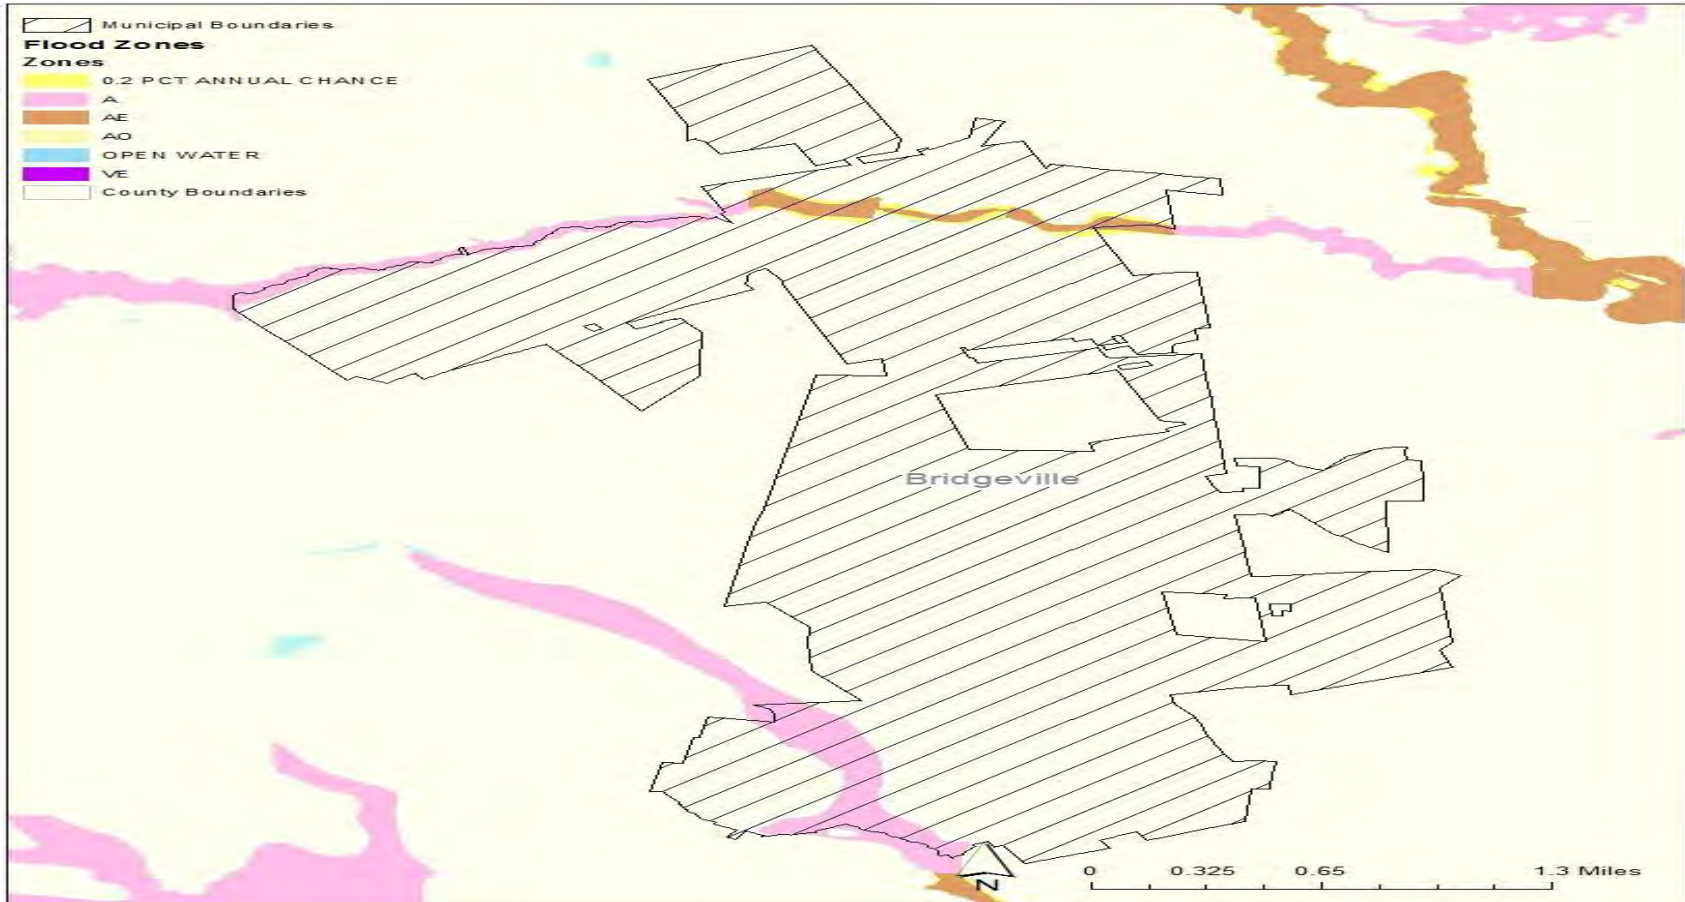 Municipal Boundaries
Flood Zones
Zones
0.2 PCT ANNUAL CHANCE
A
AE
AO
OPEN WATER
VE
County Boundaries
Bridgeville
N
0 0.325 0.65 1.3 Miles